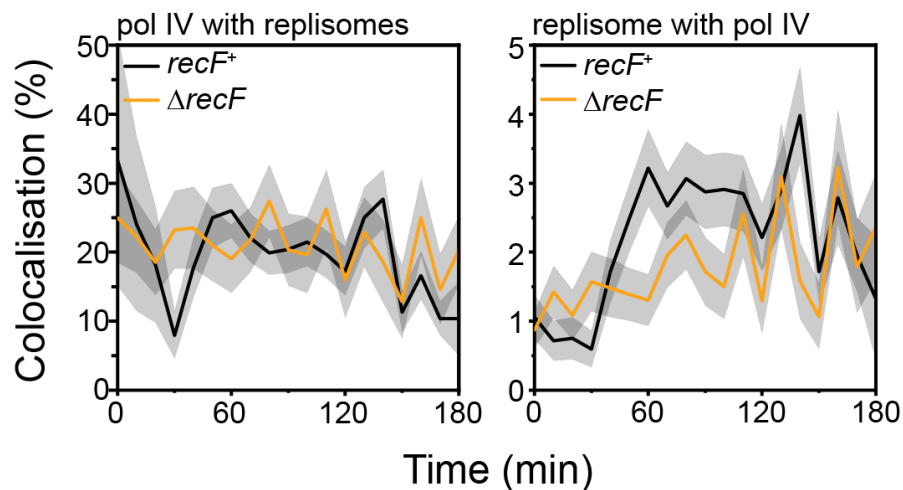 pol IV with replisomes
replisome with pol IV
Colocalisation (%)
50
40
30
20
10
0
recF⁺
ΔrecF
0
60
120
180
5
4
3
2
1
0
recF⁺
ΔrecF
0
60
120
180
Time (min)